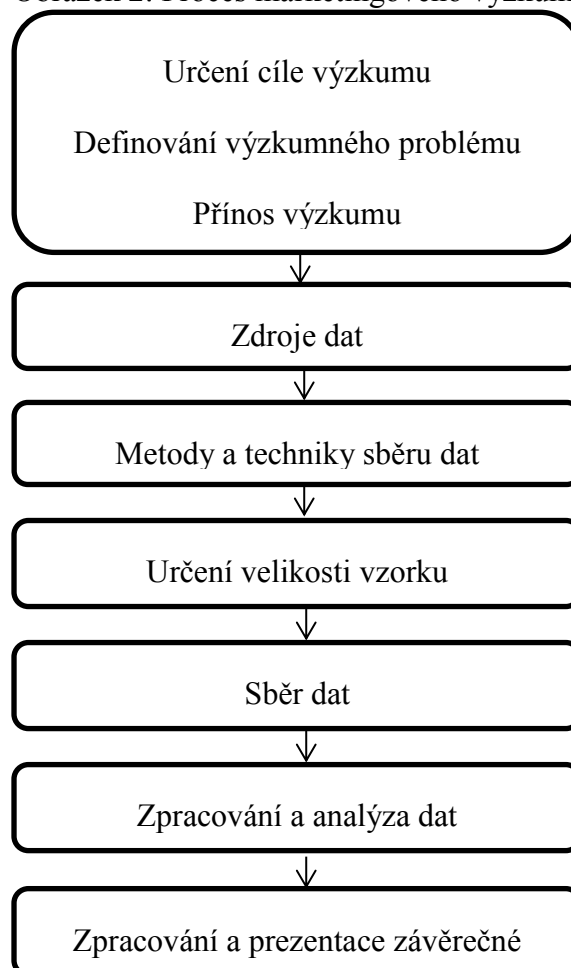 Určení cíle výzkumu
Definování výzkumného problému
Přínos výzkumu
Zdroje dat
Metody a techniky sběru dat
Určení velikosti vzorku
Sběr dat
Zpracování a analýza dat
Zpracování a prezentace závěrečné